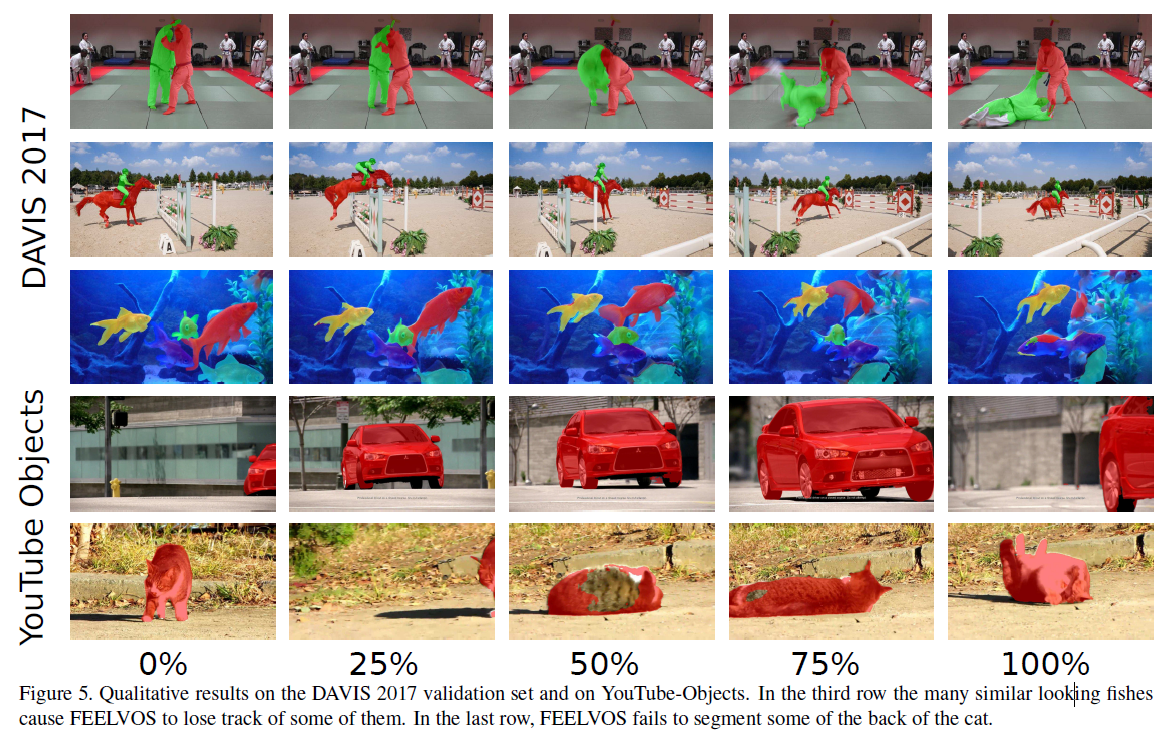 DAVIS 2017
YouTube Objects
0% 25% 50% 75% 100%
Figure 5. Qualitative results on the DAVIS 2017 validation set and on YouTube-Objects. In the third row the many similar looking fishes
cause FEELVOS to lose track of some of them. In the last row, FEELVOS fails to segment some of the back of the cat.